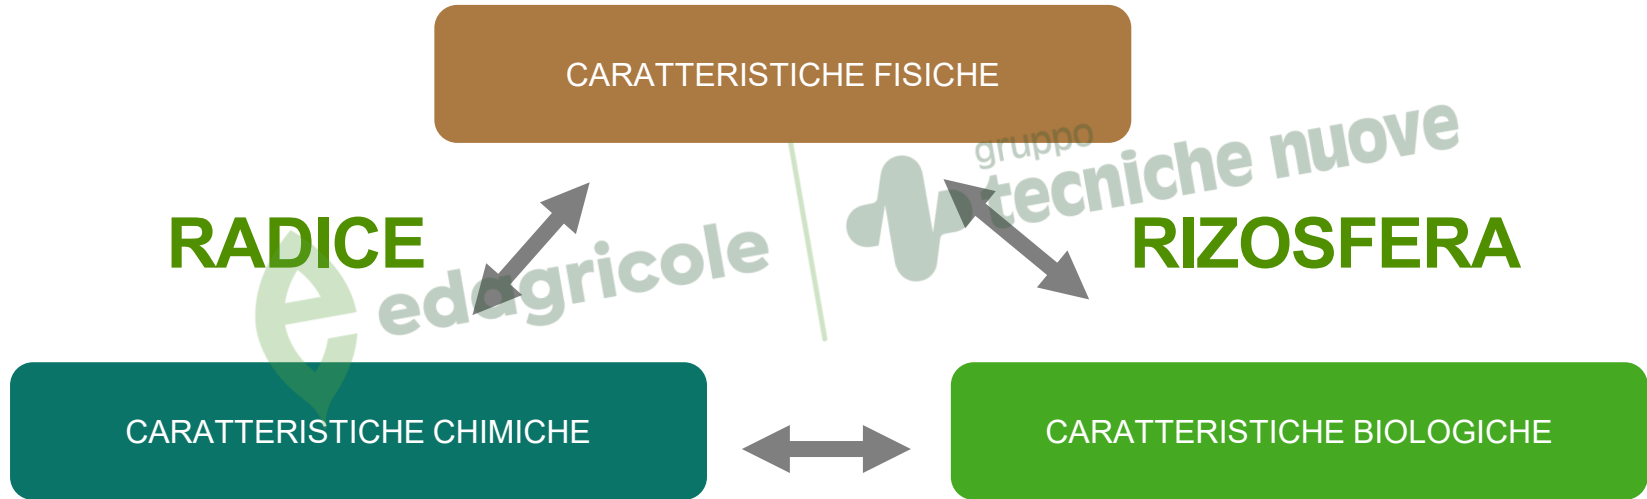 CARATTERISTICHE FISICHE
gruppo
tecniche nuove
RADICE
edagricole
RIZOSFERA
CARATTERISTICHE CHIMICHE
CARATTERISTICHE BIOLOGICHE